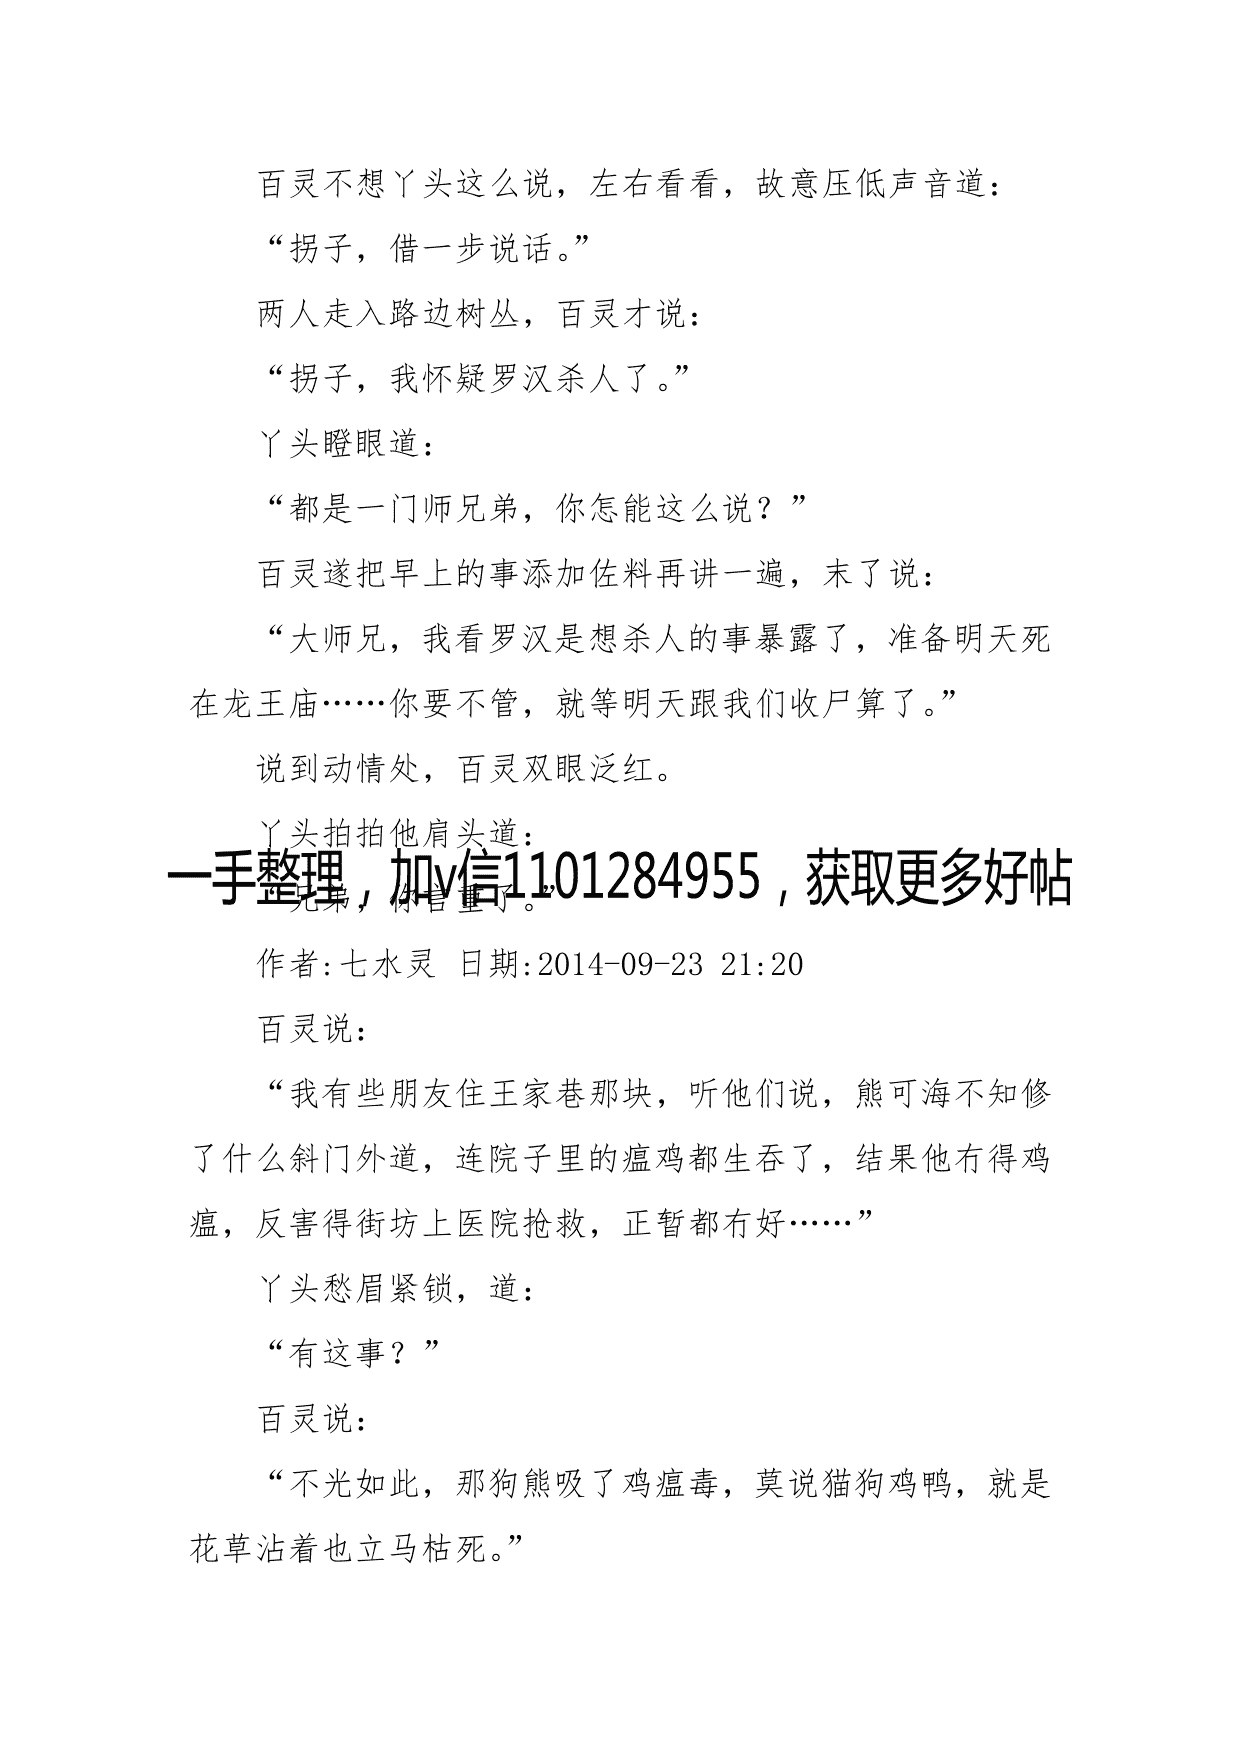 百灵不想丫头这么说，左右看看，故意压低声音道：
“拐子，借一步说话。”
两人走入路边树丛，百灵才说：
“拐子，我怀疑罗汉杀人了。”
丫头瞪眼道：
“都是一门师兄弟，你怎能这么说？”
百灵遂把早上的事添加佐料再讲一遍，末了说：
“大师兄，我看罗汉是想杀人的事暴露了，准备明天死
在龙王庙……你要不管，就等明天跟我们收尸算了。”
说到动情处，百灵双眼泛红。
丫头拍拍他肩头道：
一手整理，加v信1101284955，获取更多好帖
“兄弟，你言重了。”
作者:七水灵 日期:2014-09-23 21:20
百灵说：
“我有些朋友住王家巷那块，听他们说，熊可海不知修
了什么斜门外道，连院子里的瘟鸡都生吞了，结果他冇得鸡
瘟，反害得街坊上医院抢救，正暂都冇好……”
丫头愁眉紧锁，道：
“有这事？”
百灵说：
“不光如此，那狗熊吸了鸡瘟毒，莫说猫狗鸡鸭，就是
花草沾着也立马枯死。”